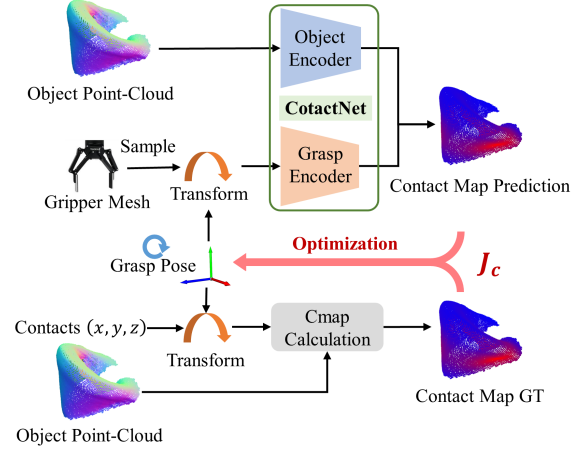 Object
Encoder
Object Point-Cloud
CotactNet
Sample
Grasp
Encoder
Gripper Mesh
Transform
Contact Map Prediction
Optimization
Grasp Pose
J_c
Contacts (x, y, z)
Cmap
Calculation
Transform
Contact Map GT
Object Point-Cloud